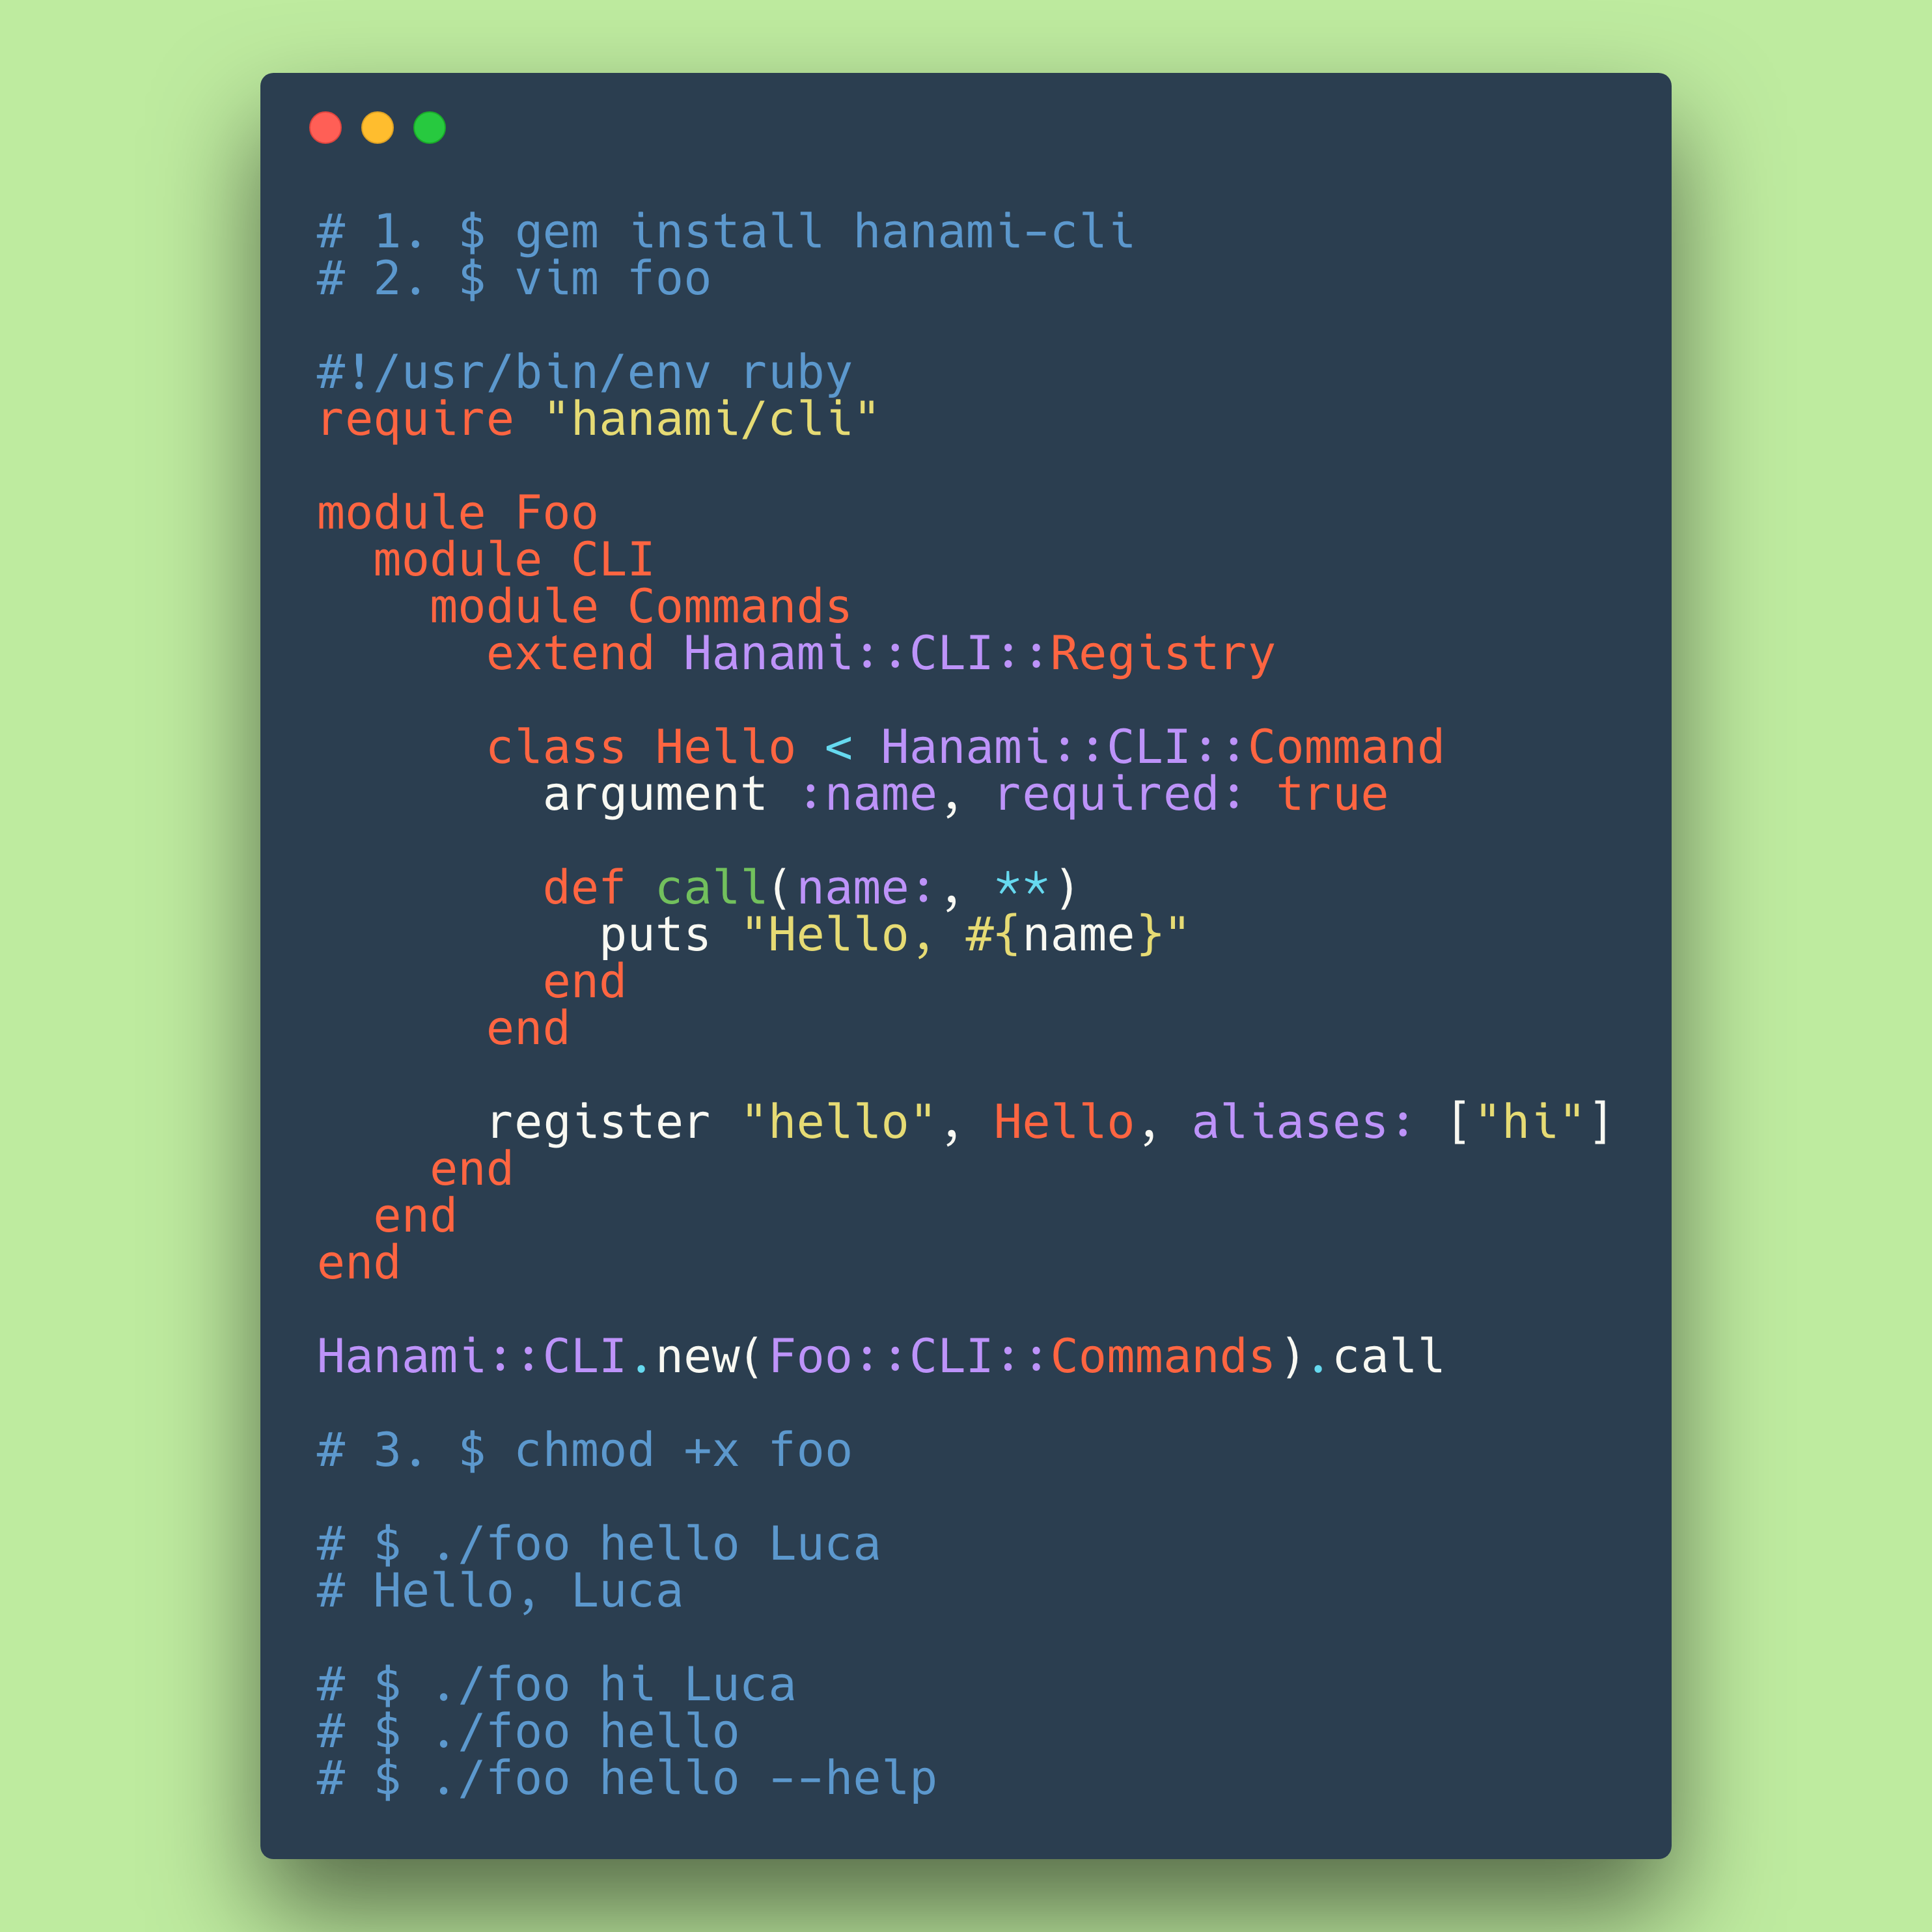 # 1. $ gem install hanami-cli
# 2. $ vim foo

#!/usr/bin/env ruby
require "hanami/cli"

module Foo
  module CLI
    module Commands
      extend Hanami::CLI::Registry

      class Hello < Hanami::CLI::Command
        argument :name, required: true

        def call(name:, **)
          puts "Hello, #{name}"
        end
      end

      register "hello", Hello, aliases: ["hi"]
    end
  end
end

Hanami::CLI.new(Foo::CLI::Commands).call

# 3. $ chmod +x foo

# $ ./foo hello Luca
# Hello, Luca

# $ ./foo hi Luca
# $ ./foo hello
# $ ./foo hello --help